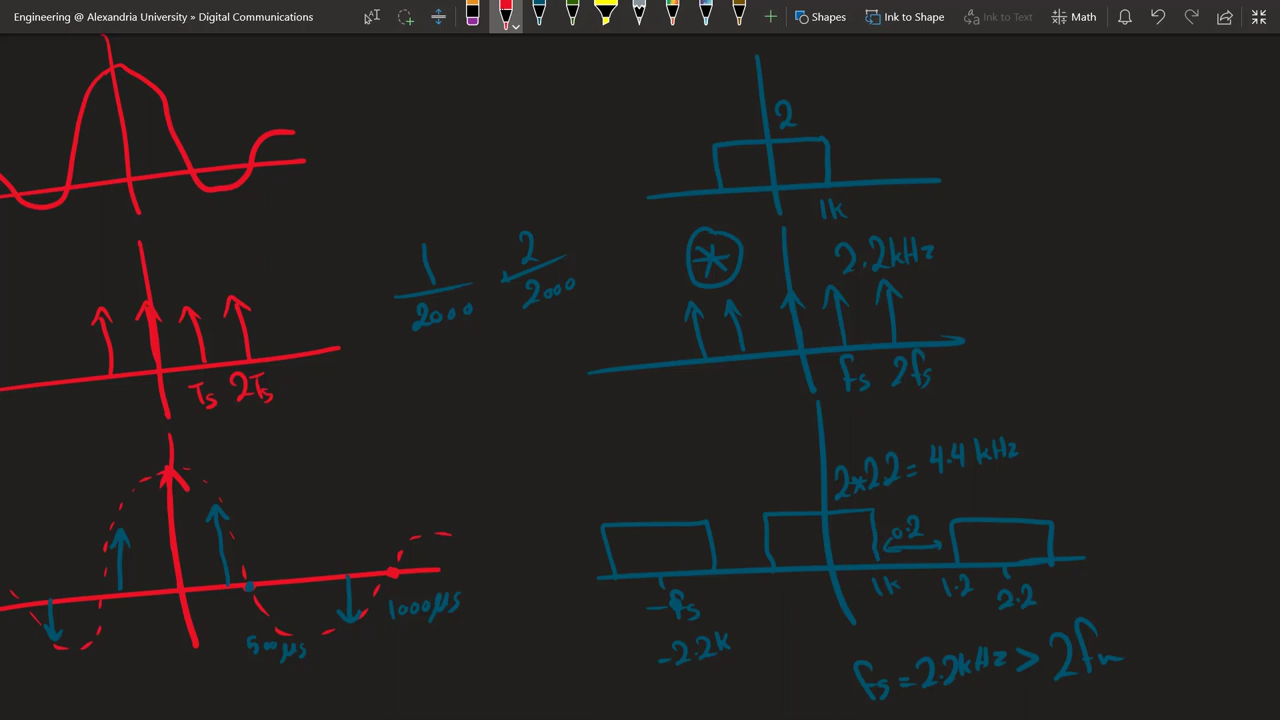 Engineering @ Alexandria University » Digital Communications
Shapes
Ink to Shape
Ink to Text
Math
2
1k
1/2000 2/2000
*
2.2kHz
Ts 2Ts
fs 2fs
2*2.2 = 4.4 kHz
0.2
1k 1.2 2.2
-fs
-2.2k
500μs
1000μs
fs = 2.2kHz > 2fm